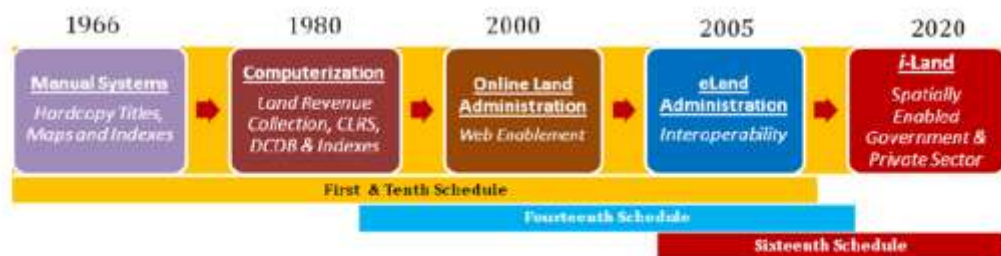 1966
1980
2000
2005
2020
Manual Systems
Hardcopy Titles,
Maps and Indexes
Computerization
Land Revenue
Collection, CLRS,
DCDB & Indexes
Online Land
Administration
Web Enablement
eLand
Administration
Interoperability
i-Land
Spatially
Enabled
Government &
Private Sector
First & Tenth Schedule
Fourteenth Schedule
Sixteenth Schedule